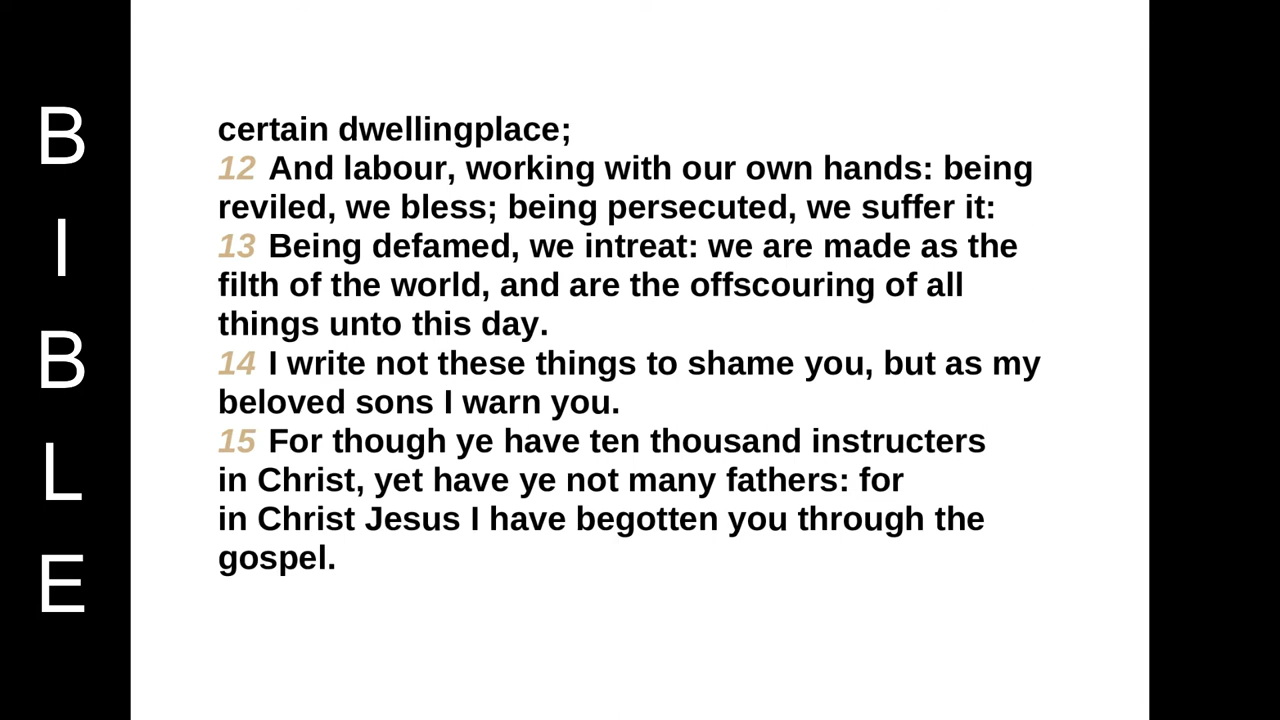 BIBLE
certain dwellingplace;
12 And labour, working with our own hands: being
reviled, we bless; being persecuted, we suffer it:
13 Being defamed, we intreat: we are made as the
filth of the world, and are the offscouring of all
things unto this day.
14 I write not these things to shame you, but as my
beloved sons I warn you.
15 For though ye have ten thousand instructers
in Christ, yet have ye not many fathers: for
in Christ Jesus I have begotten you through the
gospel.